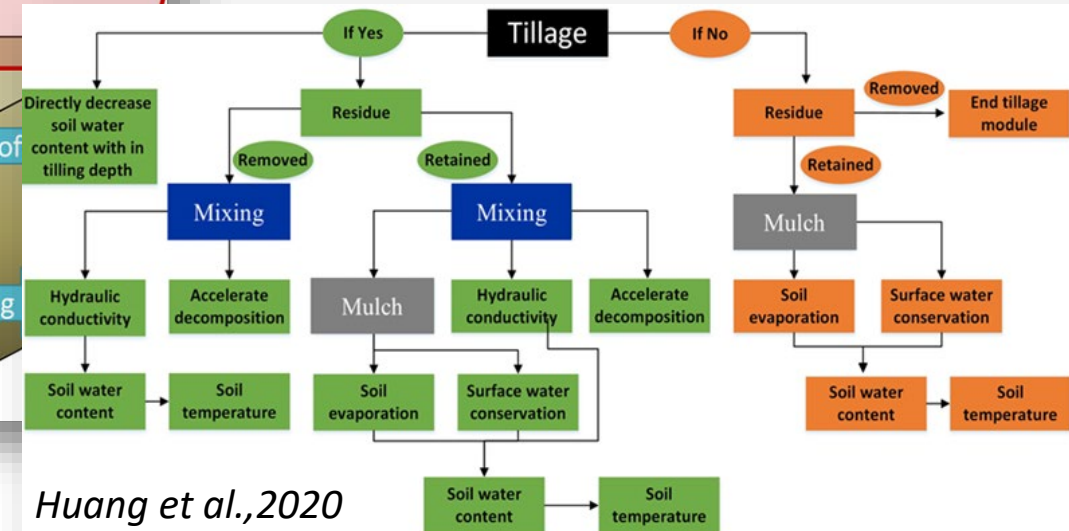 Tillage
If Yes
If No
Directly decrease
soil water
content with in
tilling depth
Residue
Removed
Retained
Mixing
Mixing
Hydraulic
conductivity
Accelerate
decomposition
Mulch
Hydraulic
conductivity
Accelerate
decomposition
Soil water
content
Soil
temperature
Soil
evaporation
Surface water
conservation
Soil water
content
Soil
temperature
Residue
Removed
End tillage
module
Retained
Mulch
Soil
evaporation
Surface water
conservation
Soil water
content
Soil
temperature
of
g
Huang et al.,2020